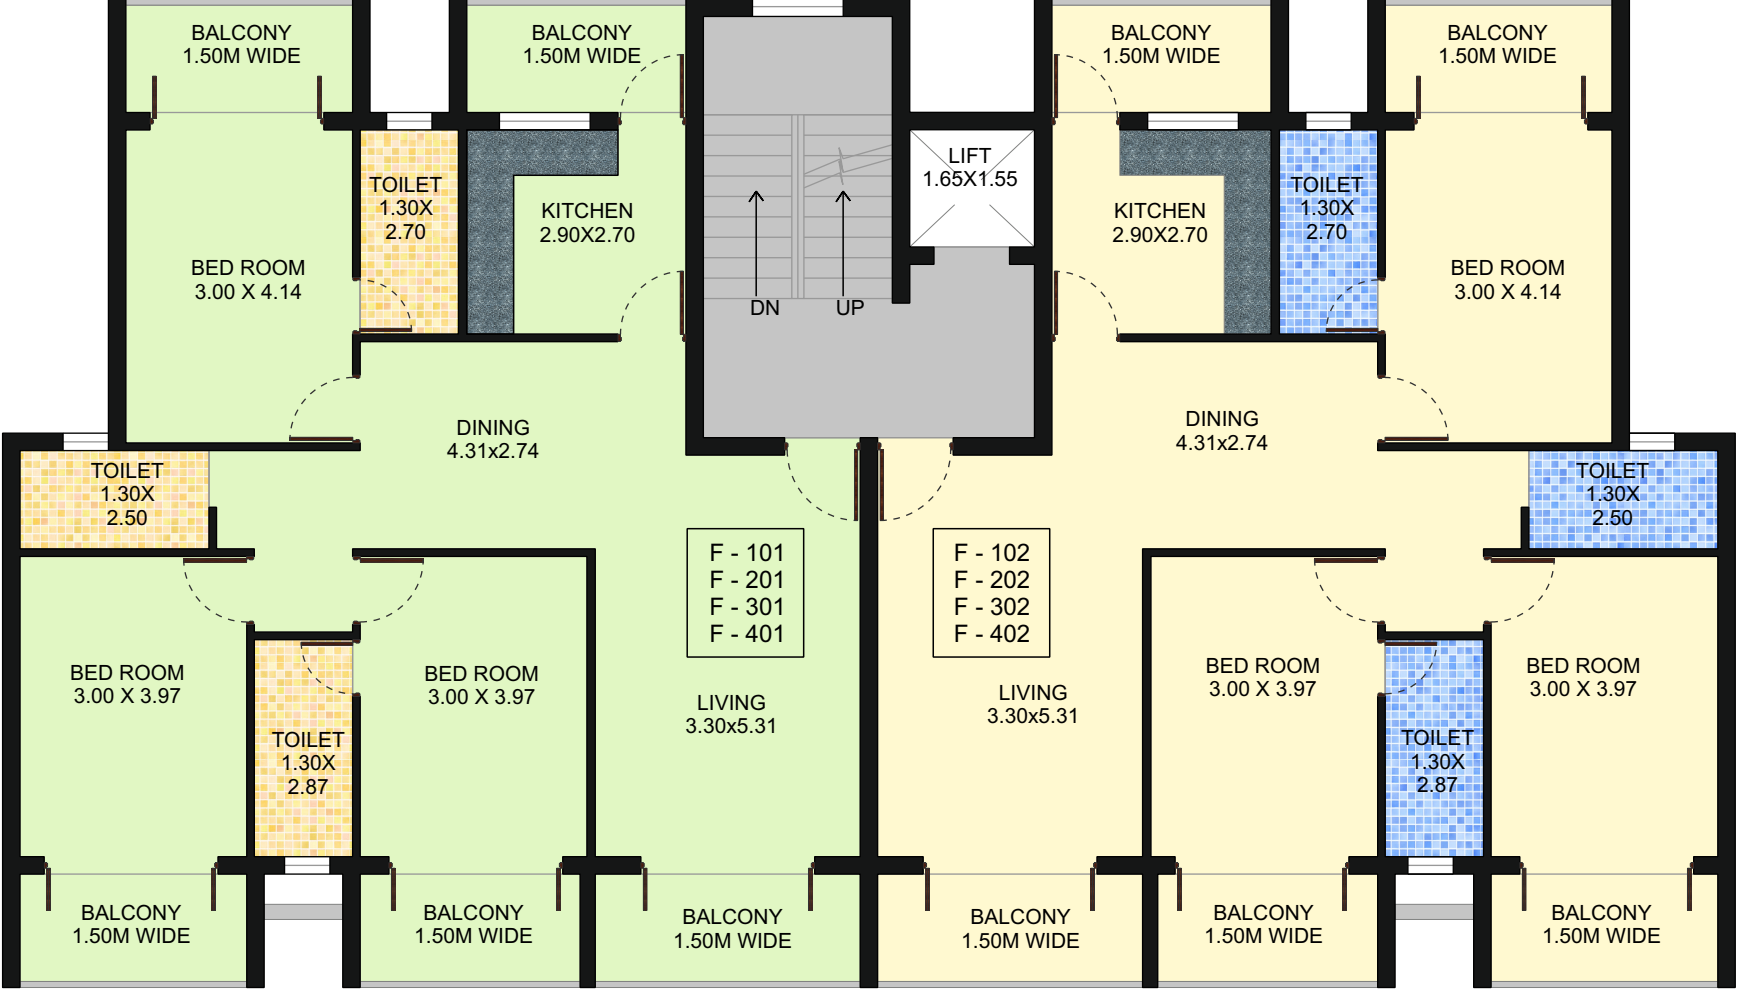 BALCONY
1.50M WIDE
BALCONY
1.50M WIDE
BALCONY
1.50M WIDE
BALCONY
1.50M WIDE
TOILET
1.30X
2.70
KITCHEN
2.90X2.70
LIFT
1.65X1.55
KITCHEN
2.90X2.70
TOILET
1.30X
2.70
BED ROOM
3.00 X 4.14
DN
UP
BED ROOM
3.00 X 4.14
DINING
4.31x2.74
DINING
4.31x2.74
TOILET
1.30X
2.50
TOILET
1.30X
2.50
F - 101
F - 201
F - 301
F - 401
F - 102
F - 202
F - 302
F - 402
BED ROOM
3.00 X 3.97
BED ROOM
3.00 X 3.97
LIVING
3.30x5.31
LIVING
3.30x5.31
BED ROOM
3.00 X 3.97
BED ROOM
3.00 X 3.97
TOILET
1.30X
2.87
TOILET
1.30X
2.87
BALCONY
1.50M WIDE
BALCONY
1.50M WIDE
BALCONY
1.50M WIDE
BALCONY
1.50M WIDE
BALCONY
1.50M WIDE
BALCONY
1.50M WIDE